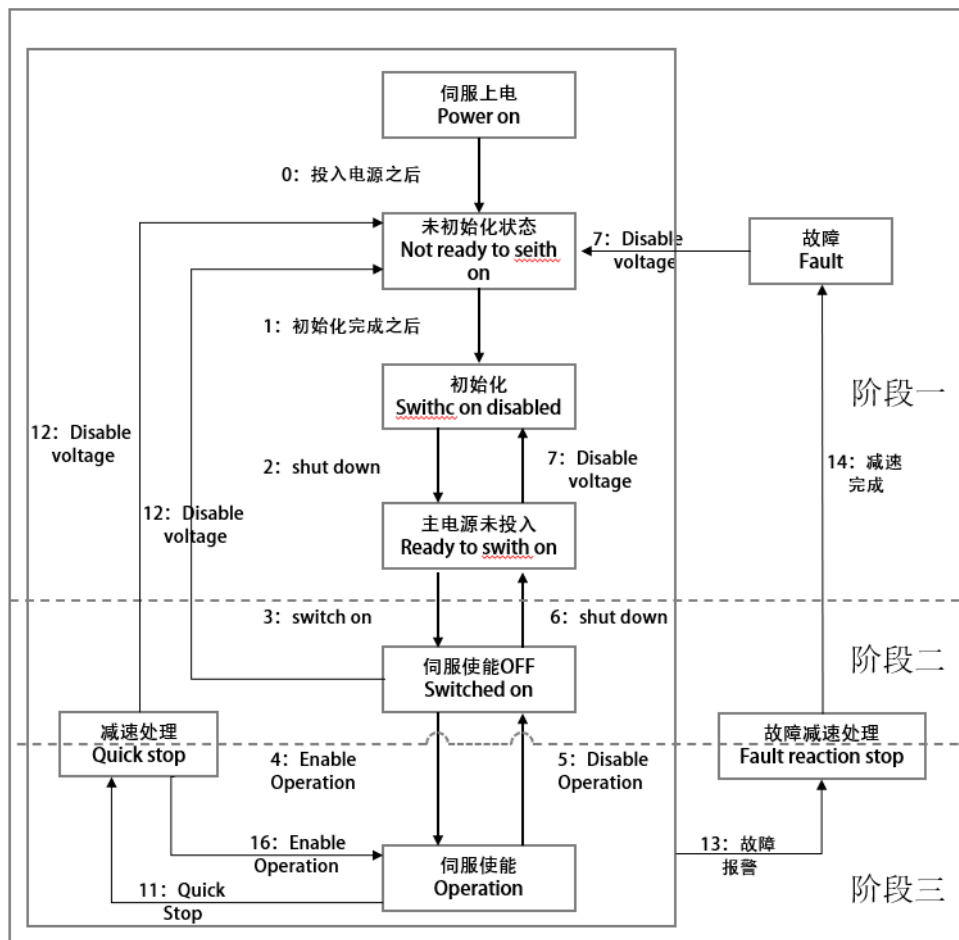 伺服上电
Power on
0：投入电源之后
未初始化状态
Not ready to seith
on
7：Disable
voltage
故障
Fault
1：初始化完成之后
初始化
Swithc on disabled
阶段一
12：Disable
voltage
2：shut down
7：Disable
voltage
14：减速
完成
12：Disable
voltage
主电源未投入
Ready to swith on
3：switch on
6：shut down
伺服使能OFF
Switched on
阶段二
减速处理
Quick stop
故障减速处理
Fault reaction stop
4：Enable
Operation
5：Disable
Operation
16：Enable
Operation
伺服使能
Operation
13：故障
报警
11：Quick
Stop
阶段三